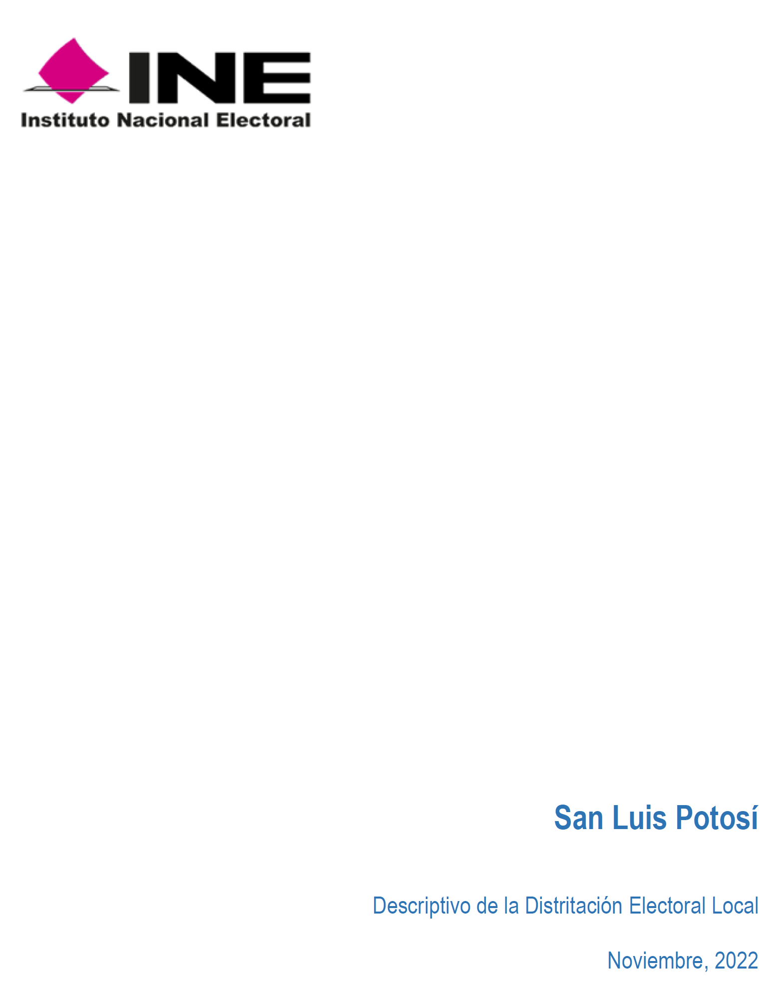 INE
Instituto Nacional Electoral
San Luis Potosí
Descriptivo de la Distritación Electoral Local
Noviembre, 2022